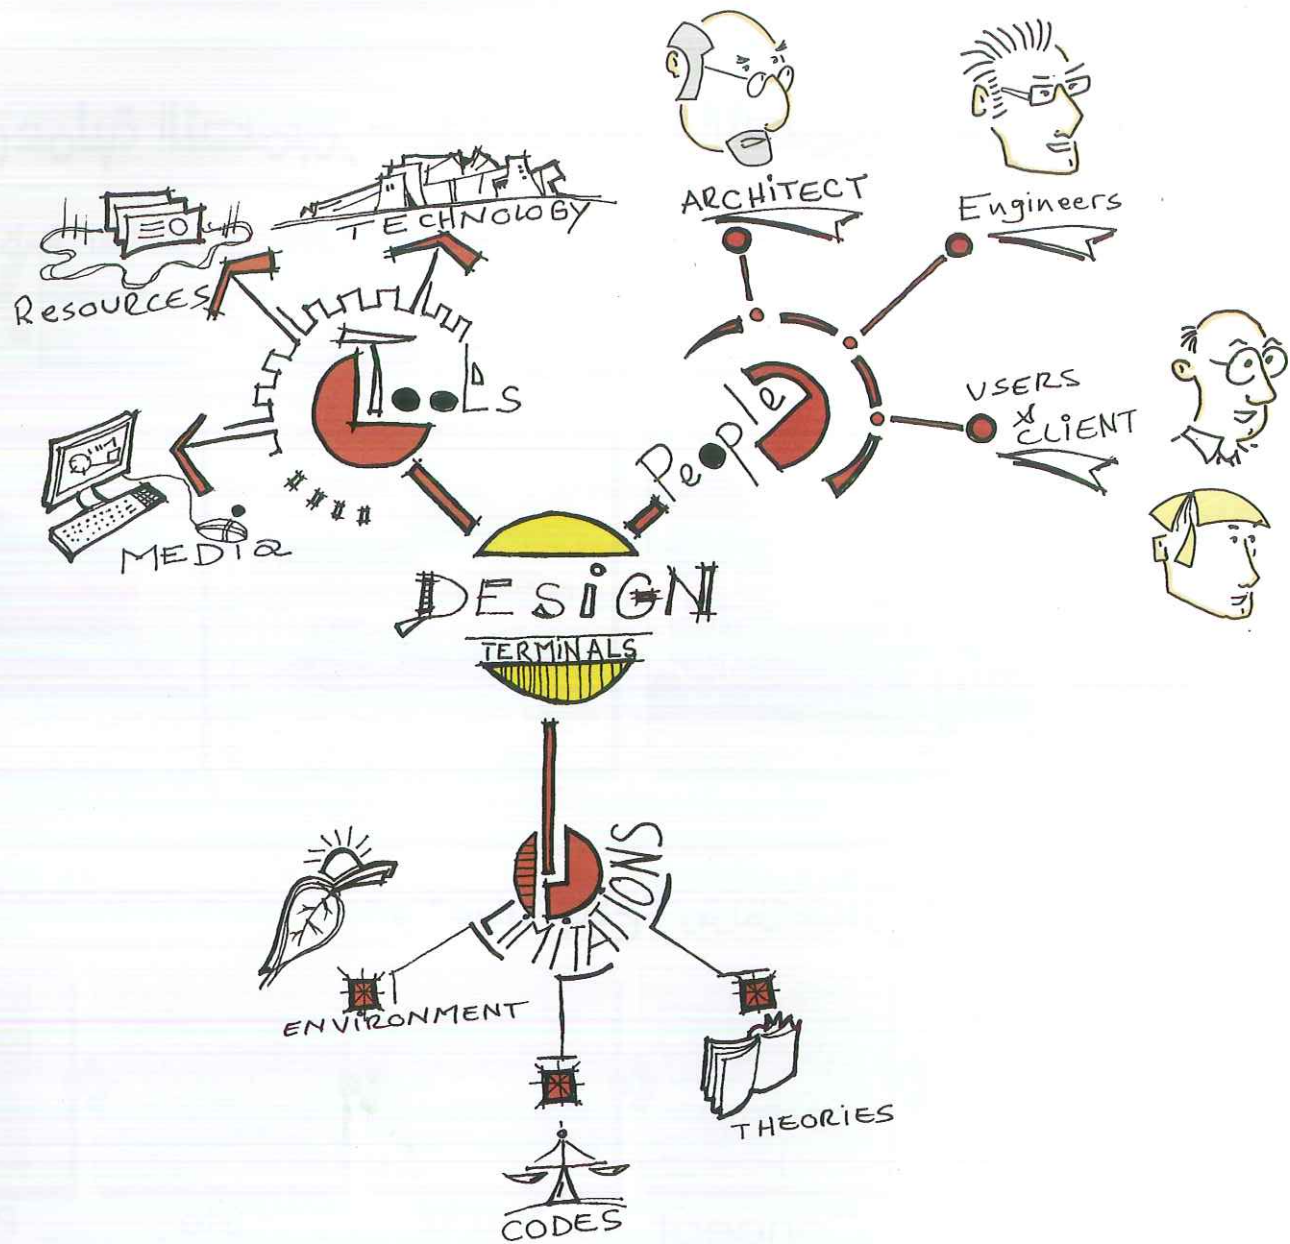 TECHNOLOGY
RESOURCES
TOOLS
MEDIA
ARCHITECT
Engineers
USERS
&
CLIENT
People
DESIGN
TERMINALS
LIMITATIONS
ENVIRONMENT
THEORIES
CODES